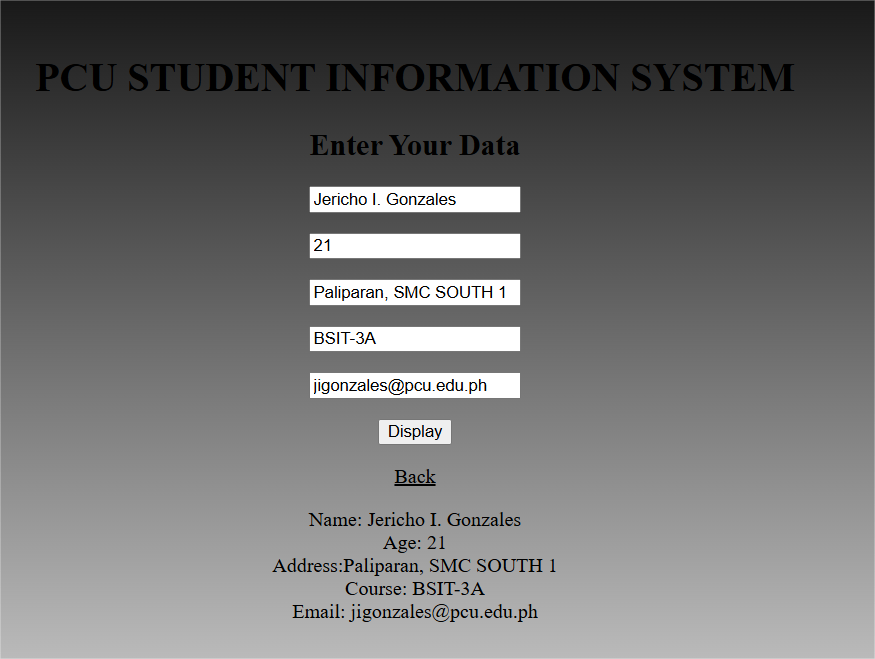 PCU STUDENT INFORMATION SYSTEM
Enter Your Data
Jericho I. Gonzales
21
Paliparan, SMC SOUTH 1
BSIT-3A
jigonzales@pcu.edu.ph
Display
Back
Name: Jericho I. Gonzales
Age: 21
Address:Paliparan, SMC SOUTH 1
Course: BSIT-3A
Email: jigonzales@pcu.edu.ph